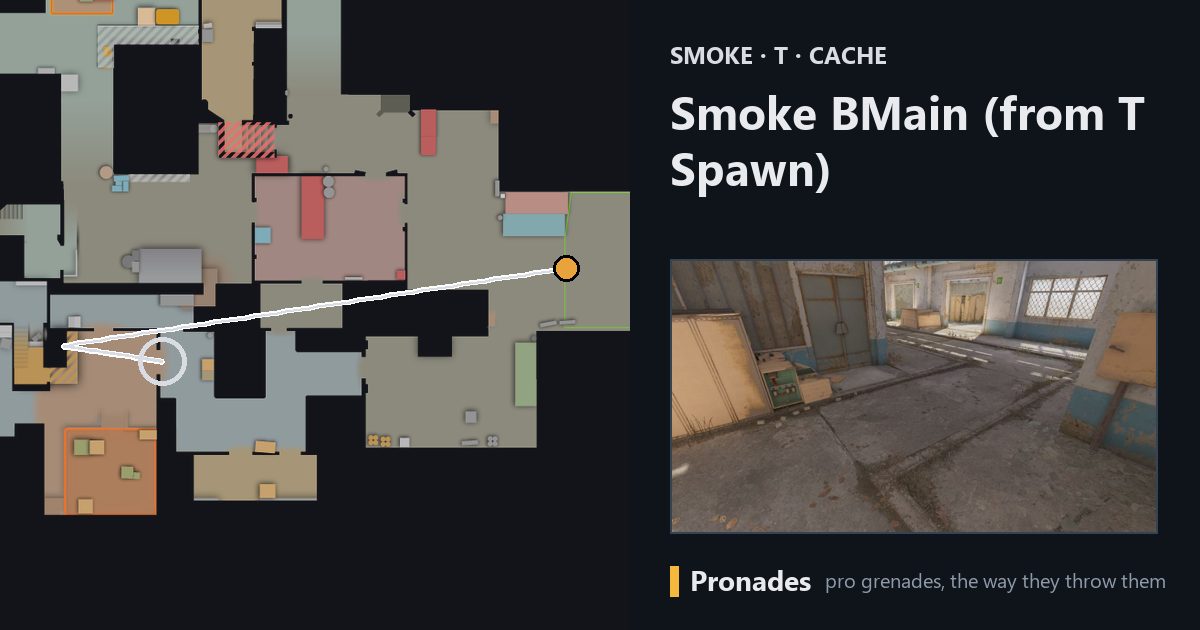 SMOKE · T · CACHE
Smoke BMain (from T
Spawn)
Pronades pro grenades, the way they throw them